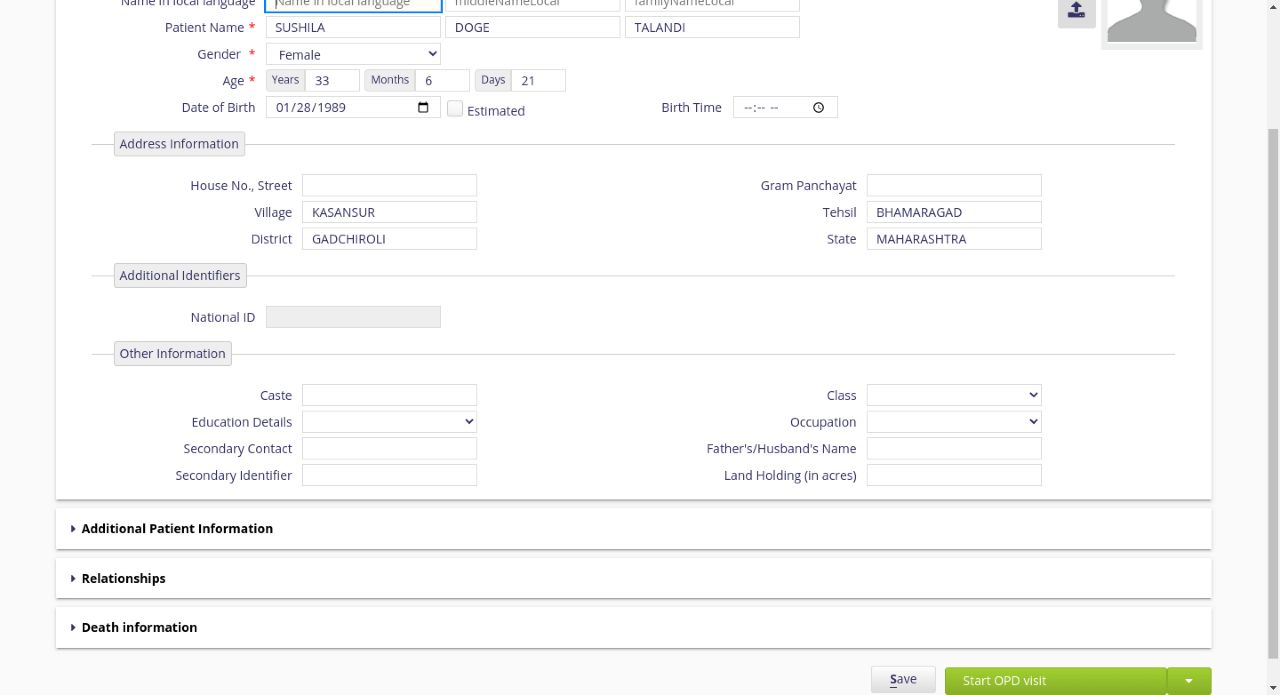 Name in local language Name in local language middleNameLocal familyNameLocal
Patient Name * SUSHILA DOGE TALANDI
Gender * Female
Age * Years 33 Months 6 Days 21
Date of Birth 01/28/1989 Estimated Birth Time --:-- --
Address Information
House No., Street Gram Panchayat
Village KASANSUR Tehsil BHAMARAGAD
District GADCHIROLI State MAHARASHTRA
Additional Identifiers
National ID
Other Information
Caste Class
Education Details Occupation
Secondary Contact Father's/Husband's Name
Secondary Identifier Land Holding (in acres)
Additional Patient Information
Relationships
Death information
Save Start OPD visit